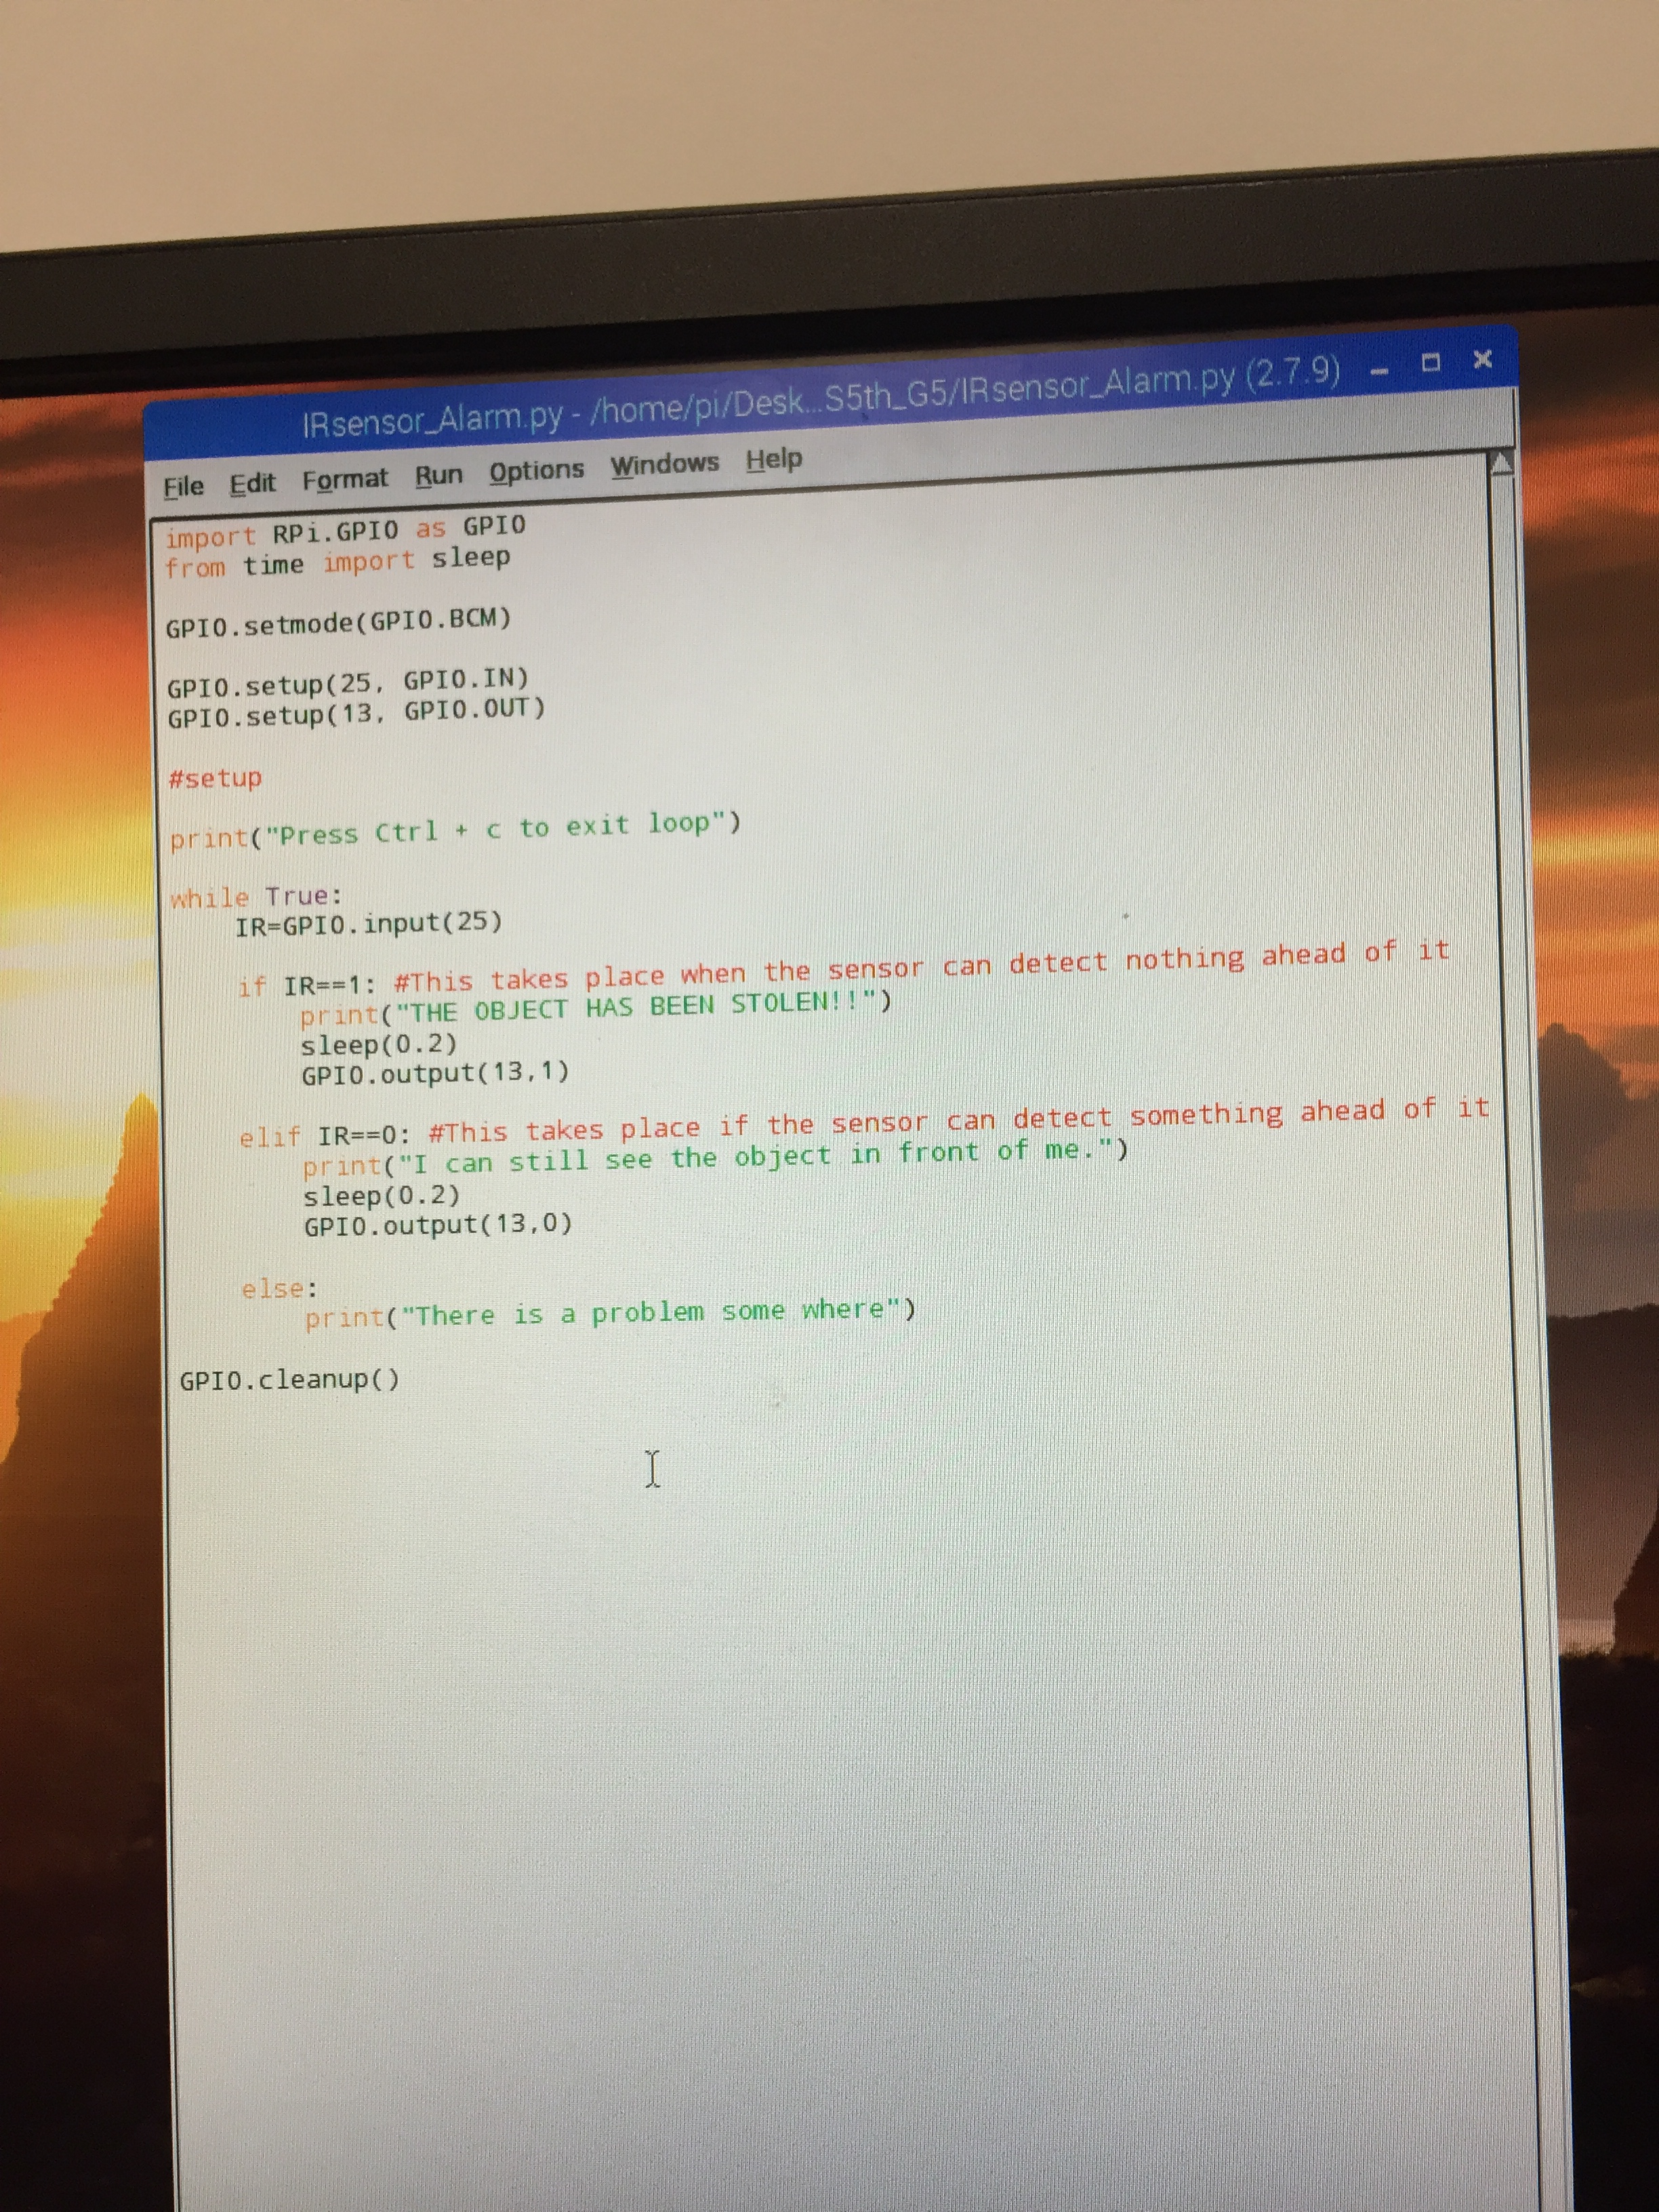 IRsensor_Alarm.py - /home/pi/Desk...S5th_G5/IRsensor_Alarm.py (2.7.9)
File Edit Format Run Options Windows Help
import RPi.GPIO as GPIO
from time import sleep
GPIO.setmode(GPIO.BCM)
GPIO.setup(25, GPIO.IN)
GPIO.setup(13, GPIO.OUT)
#setup
print("Press Ctrl + c to exit loop")
while True:
    IR=GPIO.input(25)
    if IR==1: #This takes place when the sensor can detect nothing ahead of it
        print("THE OBJECT HAS BEEN STOLEN!!")
        sleep(0.2)
        GPIO.output(13,1)
    elif IR==0: #This takes place if the sensor can detect something ahead of it
        print("I can still see the object in front of me.")
        sleep(0.2)
        GPIO.output(13,0)
    else:
        print("There is a problem some where")
GPIO.cleanup()